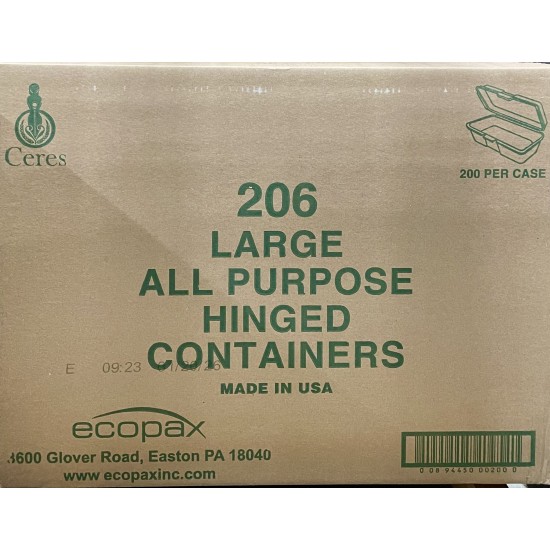 Ceres
200 PER CASE
206
LARGE
ALL PURPOSE
HINGED
CONTAINERS
E 09:23
MADE IN USA
ecopax
3600 Glover Road, Easton PA 18040
www.ecopaxinc.com
0 08 94450 00200 0